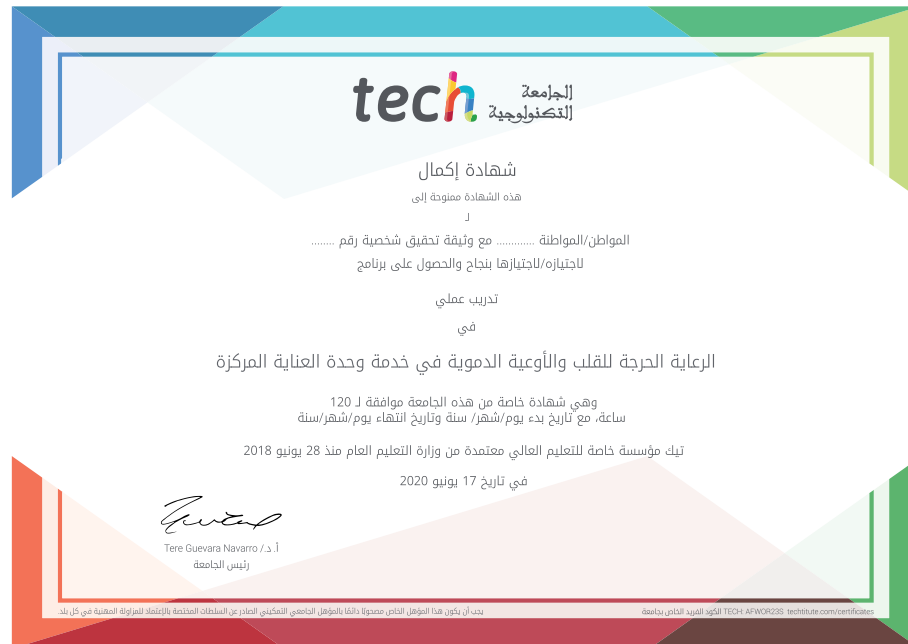 tech الجامعة
التكنولوجية
شهادة إكمال
هذه الشهادة ممنوحة إلى
لـ
المواطن/المواطنة ............. مع وثيقة تحقيق شخصية رقم ........
لاجتيازه/لاجتيازها بنجاح والحصول على برنامج
تدريب عملي
في
الرعاية الحرجة للقلب والأوعية الدموية في خدمة وحدة العناية المركزة
وهي شهادة خاصة من هذه الجامعة موافقة لـ 120
ساعة، مع تاريخ بدء يوم/شهر/ سنة وتاريخ انتهاء يوم/شهر/سنة
تيك مؤسسة خاصة للتعليم العالي معتمدة من وزارة التعليم العام منذ 28 يونيو 2018
في تاريخ 17 يونيو 2020
أ.د./ Tere Guevara Navarro
رئيس الجامعة
يجب أن يكون هذا المؤهل الخاص مصحوبًا دائمًا بالمؤهل الجامعي التمكيني الصادر عن السلطات المختصة بالإعتماد للمزاولة المهنية في كل بلد.
الكود الفريد الخاص بجامعة TECH: AFWOR23S techtitute.com/certificates